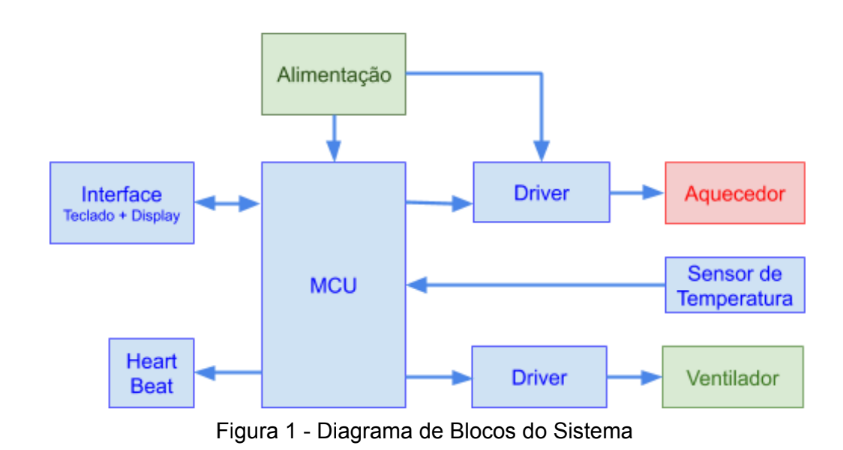 Alimentação
Interface
Teclado + Display
Driver
Aquecedor
MCU
Sensor de
Temperatura
Heart
Beat
Driver
Ventilador
Figura 1 - Diagrama de Blocos do Sistema